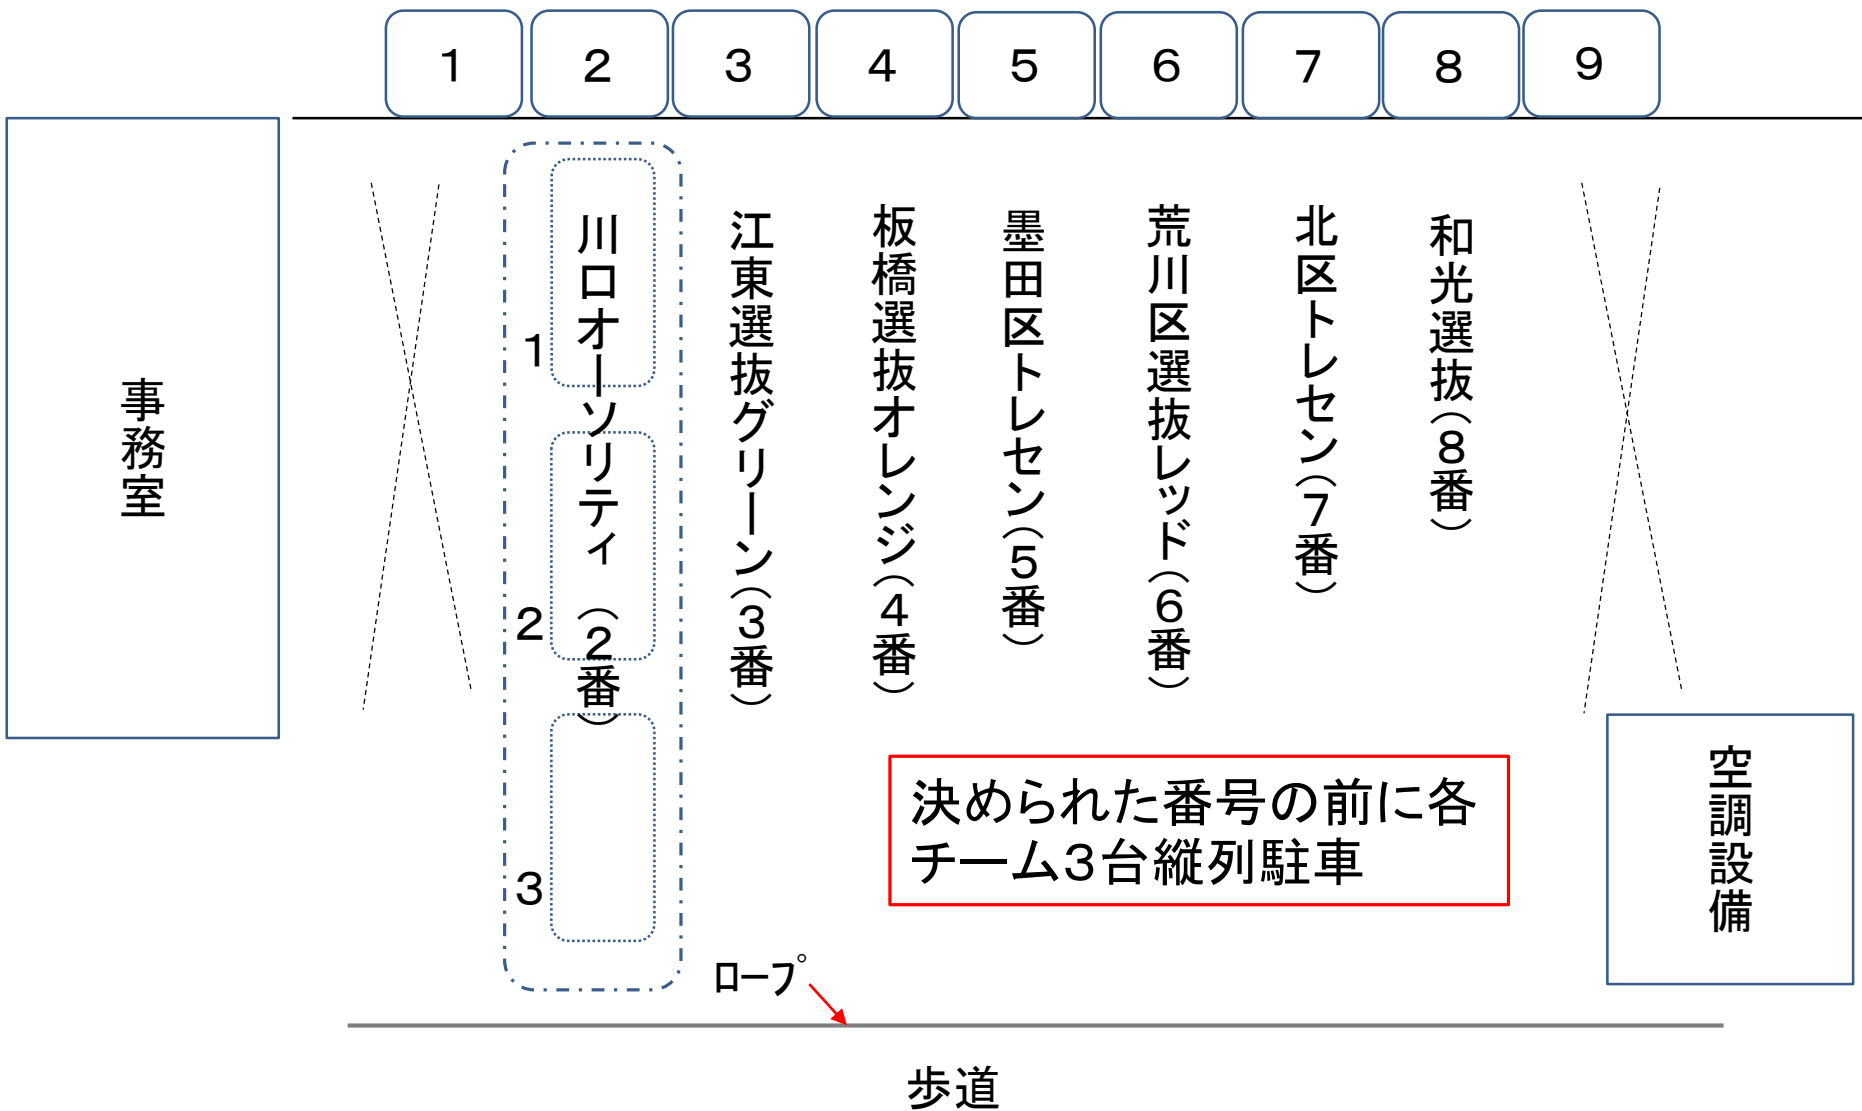 1
2
3
4
5
6
7
8
9
事務室
川口オーソリティ (2番)
1
2
3
江東選抜グリーン(3番)
板橋選抜オレンジ(4番)
墨田区トレセン(5番)
荒川区選抜レッド(6番)
北区トレセン(7番)
和光選抜(8番)
決められた番号の前に各
チーム3台縦列駐車
空調設備
ロープ
歩道